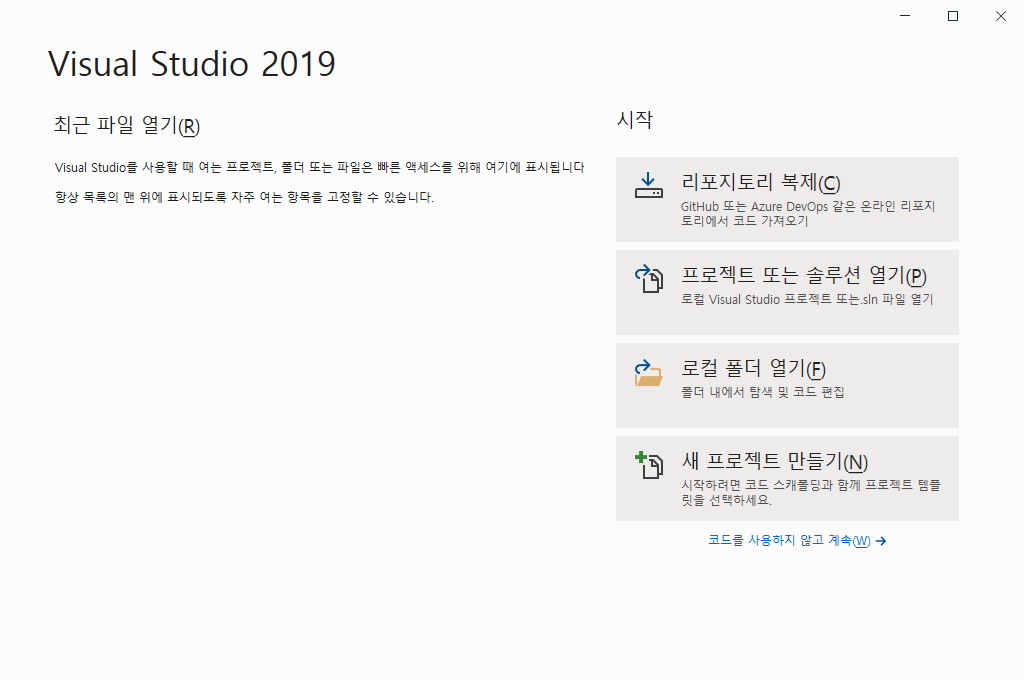 Visual Studio 2019
최근 파일 열기(R)
Visual Studio를 사용할 때 여는 프로젝트, 폴더 또는 파일은 빠른 액세스를 위해 여기에 표시됩니다
항상 목록의 맨 위에 표시되도록 자주 여는 항목을 고정할 수 있습니다.
시작
리포지토리 복제(C)
GitHub 또는 Azure DevOps 같은 온라인 리포지
토리에서 코드 가져오기
프로젝트 또는 솔루션 열기(P)
로컬 Visual Studio 프로젝트 또는.sln 파일 열기
로컬 폴더 열기(F)
폴더 내에서 탐색 및 코드 편집
새 프로젝트 만들기(N)
시작하려면 코드 스캐폴딩과 함께 프로젝트 템플
릿을 선택하세요.
코드를 사용하지 않고 계속(W) →